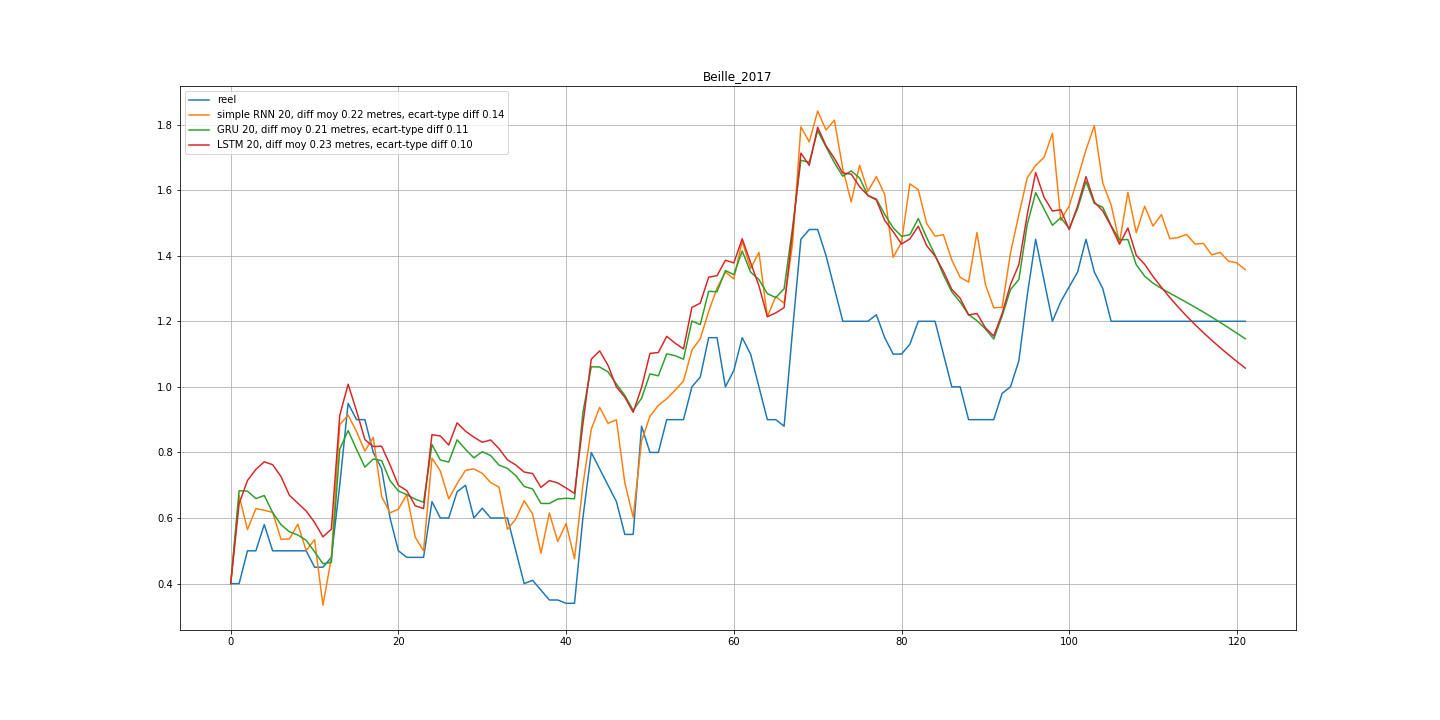 Beille_2017
reel
simple RNN 20, diff moy 0.22 metres, ecart-type diff 0.14
GRU 20, diff moy 0.21 metres, ecart-type diff 0.11
LSTM 20, diff moy 0.23 metres, ecart-type diff 0.10
1.8
1.6
1.4
1.2
1.0
0.8
0.6
0.4
0 20 40 60 80 100 120